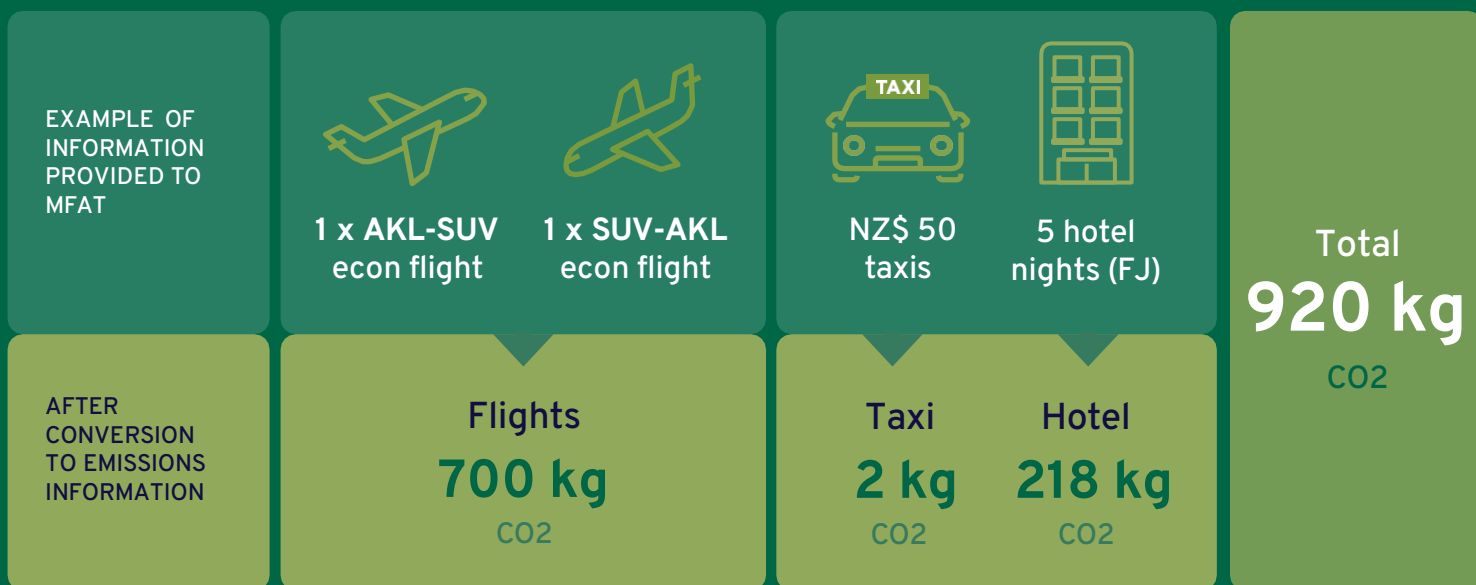 EXAMPLE OF
INFORMATION
PROVIDED TO
MFAT
TAXI
1 x AKL-SUV
econ flight
1 x SUV-AKL
econ flight
NZ$ 50
taxis
5 hotel
nights (FJ)
Total
920 kg
CO2
AFTER
CONVERSION
TO EMISSIONS
INFORMATION
Flights
700 kg
CO2
Taxi
2 kg
CO2
Hotel
218 kg
CO2